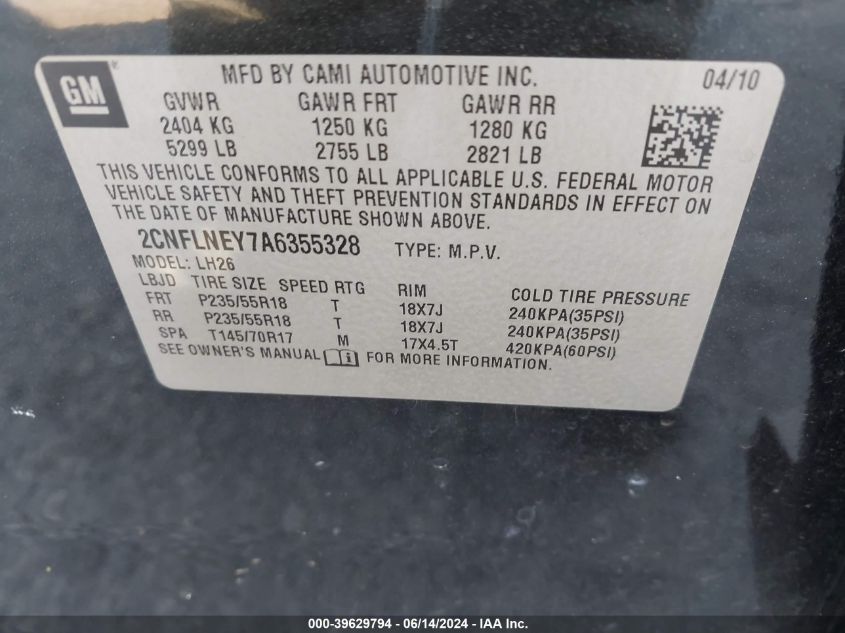 GM®
MFD BY CAMI AUTOMOTIVE INC. 04/10
GVWR GAWR FRT GAWR RR
2404 KG 1250 KG 1280 KG
5299 LB 2755 LB 2821 LB
THIS VEHICLE CONFORMS TO ALL APPLICABLE U.S. FEDERAL MOTOR
VEHICLE SAFETY AND THEFT PREVENTION STANDARDS IN EFFECT ON
THE DATE OF MANUFACTURE SHOWN ABOVE.
2CNFLNEY7A6355328 TYPE: M.P.V.
MODEL: LH26
LBJD TIRE SIZE SPEED RTG RIM COLD TIRE PRESSURE
FRT P235/55R18 T 18X7J 240KPA(35PSI)
RR P235/55R18 T 18X7J 240KPA(35PSI)
SPA T145/70R17 M 17X4.5T 420KPA(60PSI)
SEE OWNER'S MANUAL i FOR MORE INFORMATION.
000-39629794 - 06/14/2024 - IAA Inc.